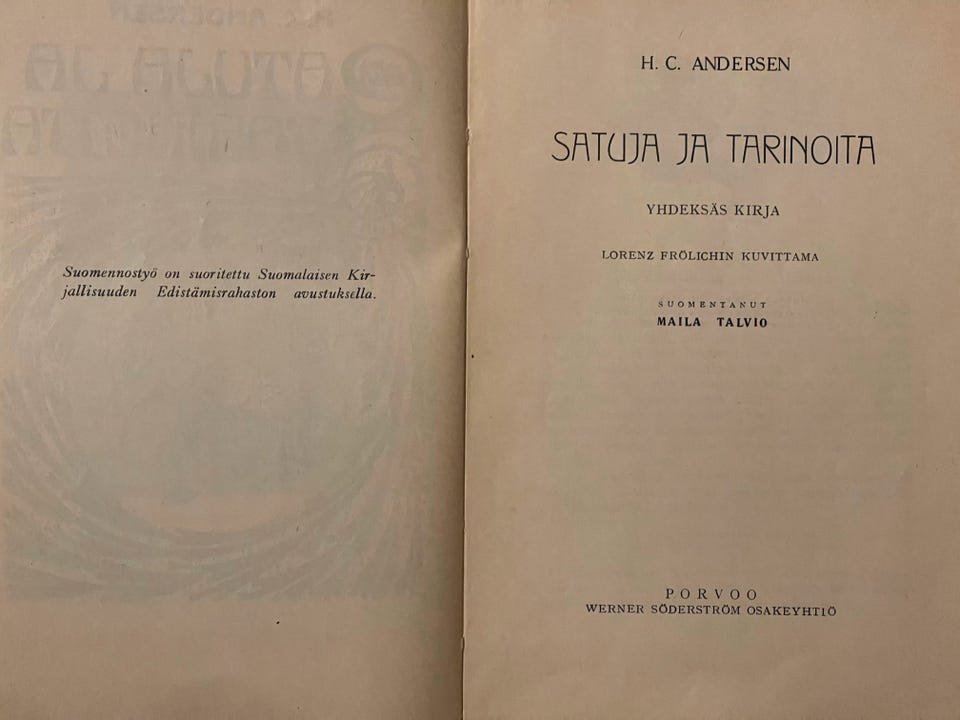 Suomennostyö on suoritettu Suomalaisen Kir-
jallisuuden Edistämisrahaston avustuksella.
H. C. ANDERSEN
SATUJA JA TARINOITA
YHDEKSÄS KIRJA
LORENZ FRÖLICHIN KUVITTAMA
SUOMENTANUT
MAILA TALVIO
PORVOO
WERNER SÖDERSTRÖM OSAKEYHTIÖ